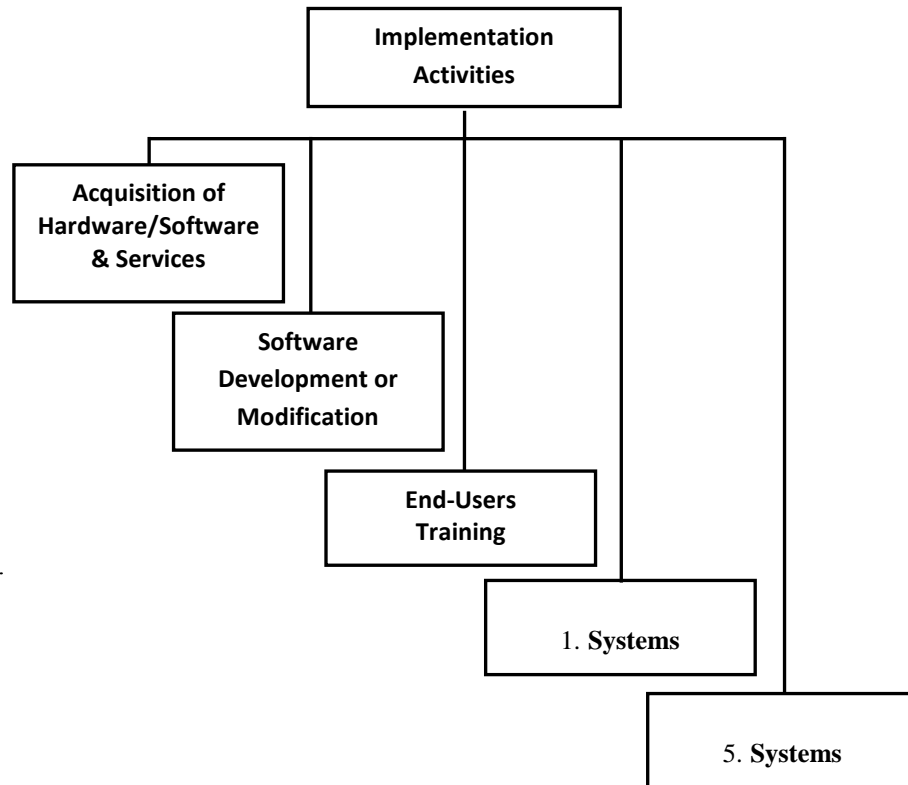 Implementation
Activities
Acquisition of
Hardware/Software
& Services
Software
Development or
Modification
End-Users
Training
1. Systems
5. Systems